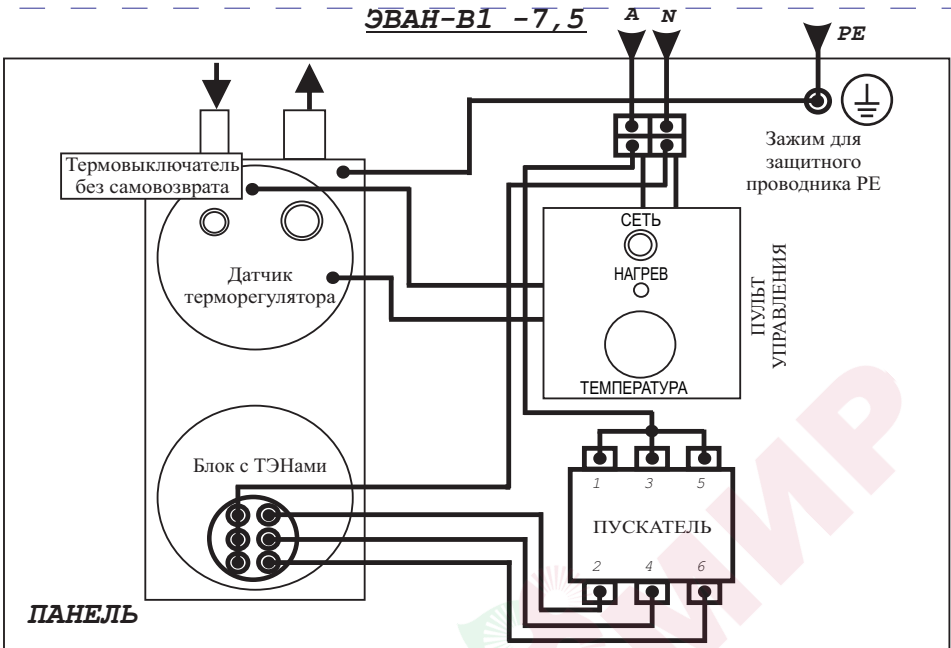 ЭВАН-В1 -7,5
A N
PE
Термовыключатель
без самовозврата
Зажим для
защитного
проводника РЕ
СЕТЬ
НАГРЕВ
ТЕМПЕРАТУРА
ПУЛЬТ
УПРАВЛЕНИЯ
Датчик
терморегулятора
Блок с ТЭНами
1 3 5
ПУСКАТЕЛЬ
2 4 6
ПАНЕЛЬ